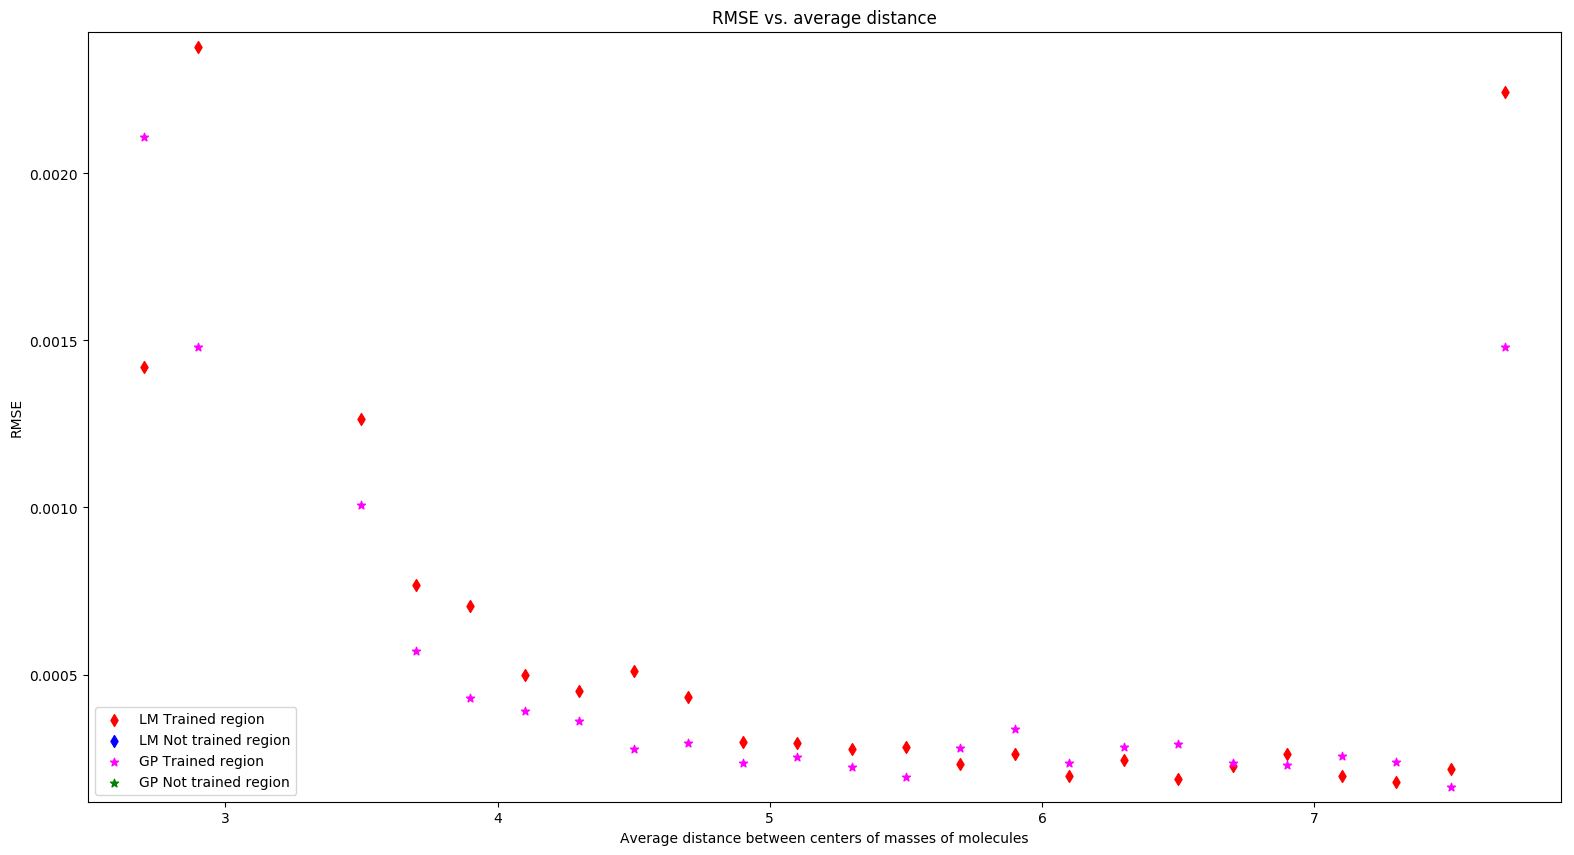 RMSE vs. average distance
RMSE
0.0020
0.0015
0.0010
0.0005
LM Trained region
LM Not trained region
GP Trained region
GP Not trained region
3 4 5 6 7
Average distance between centers of masses of molecules